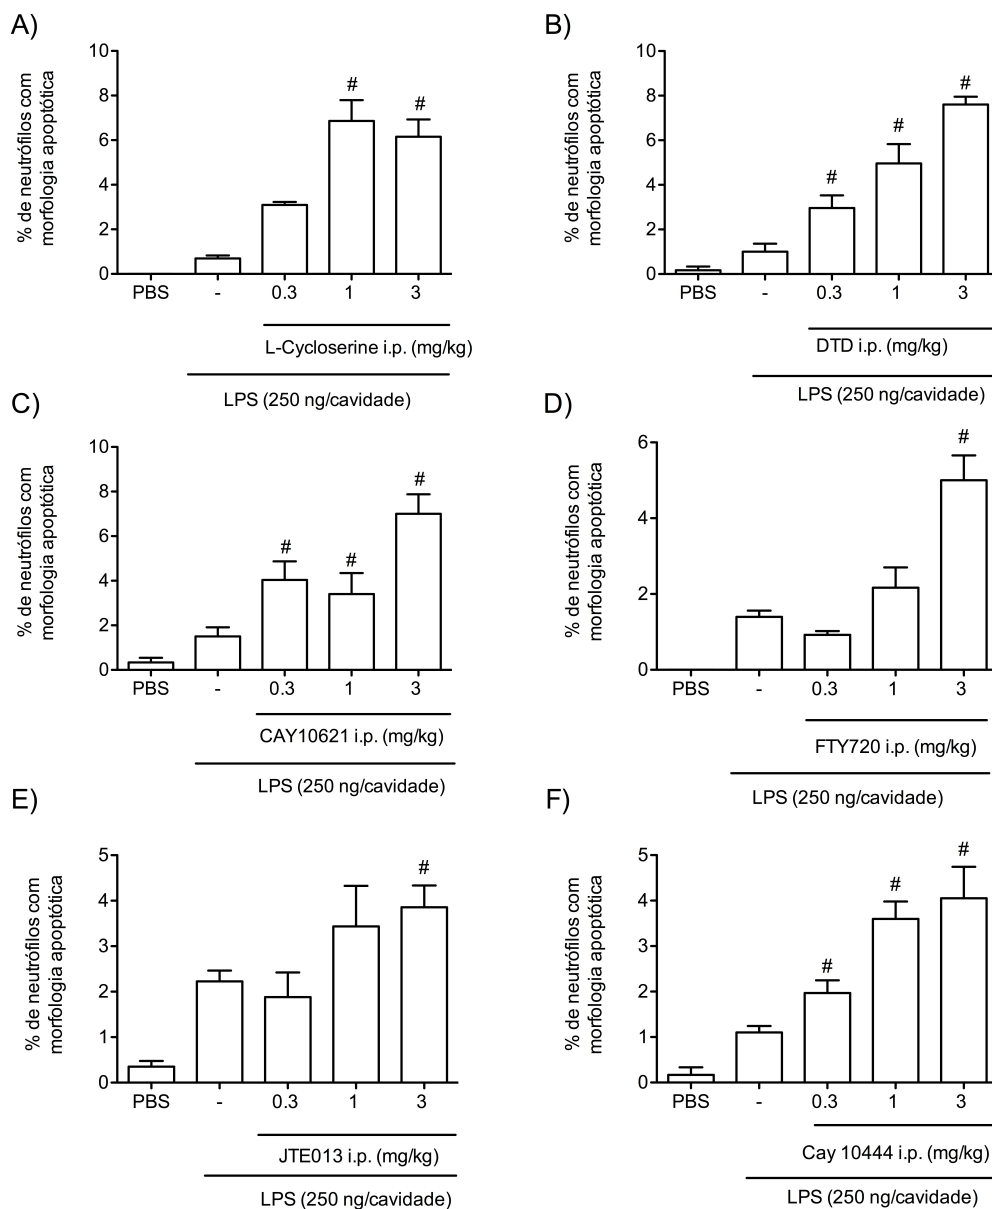 A)
% de neutrófilos com
morfologia apoptótica
10
8
6
4
2
0
# #
PBS - 0.3 1 3
L-Cycloserine i.p. (mg/kg)
LPS (250 ng/cavidade)
B)
% de neutrófilos com
morfologia apoptótica
10
8
6
4
2
0
# # #
PBS - 0.3 1 3
DTD i.p. (mg/kg)
LPS (250 ng/cavidade)
C)
% de neutrófilos com
morfologia apoptótica
10
8
6
4
2
0
# # #
PBS - 0.3 1 3
CAY10621 i.p. (mg/kg)
LPS (250 ng/cavidade)
D)
% de neutrófilos com
morfologia apoptótica
6
4
2
0
#
PBS - 0.3 1 3
FTY720 i.p. (mg/kg)
LPS (250 ng/cavidade)
E)
% de neutrófilos com
morfologia apoptótica
5
4
3
2
1
0
#
PBS - 0.3 1 3
JTE013 i.p. (mg/kg)
LPS (250 ng/cavidade)
F)
% de neutrófilos com
morfologia apoptótica
5
4
3
2
1
0
# # #
PBS - 0.3 1 3
Cay 10444 i.p. (mg/kg)
LPS (250 ng/cavidade)